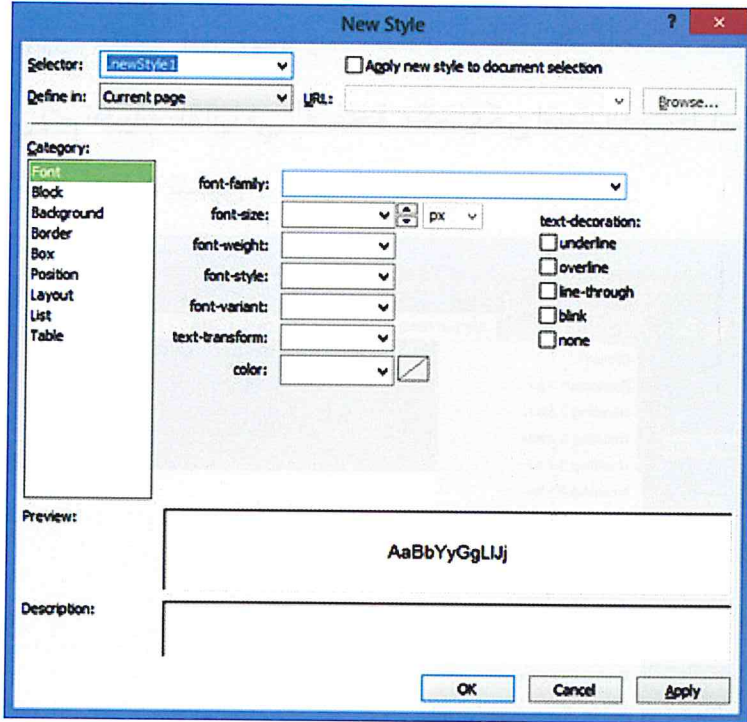 New Style
? ×
Selector: .newStyle1
Apply new style to document selection
Define in: Current page
URL:
Browse...
Category:
Font
Block
Background
Border
Box
Position
Layout
List
Table
font-family:
font-size:
px
font-weight:
font-style:
font-variant:
text-transform:
color:
text-decoration:
underline
overline
line-through
blink
none
Preview:
AaBbYyGgLlJj
Description:
OK Cancel Apply